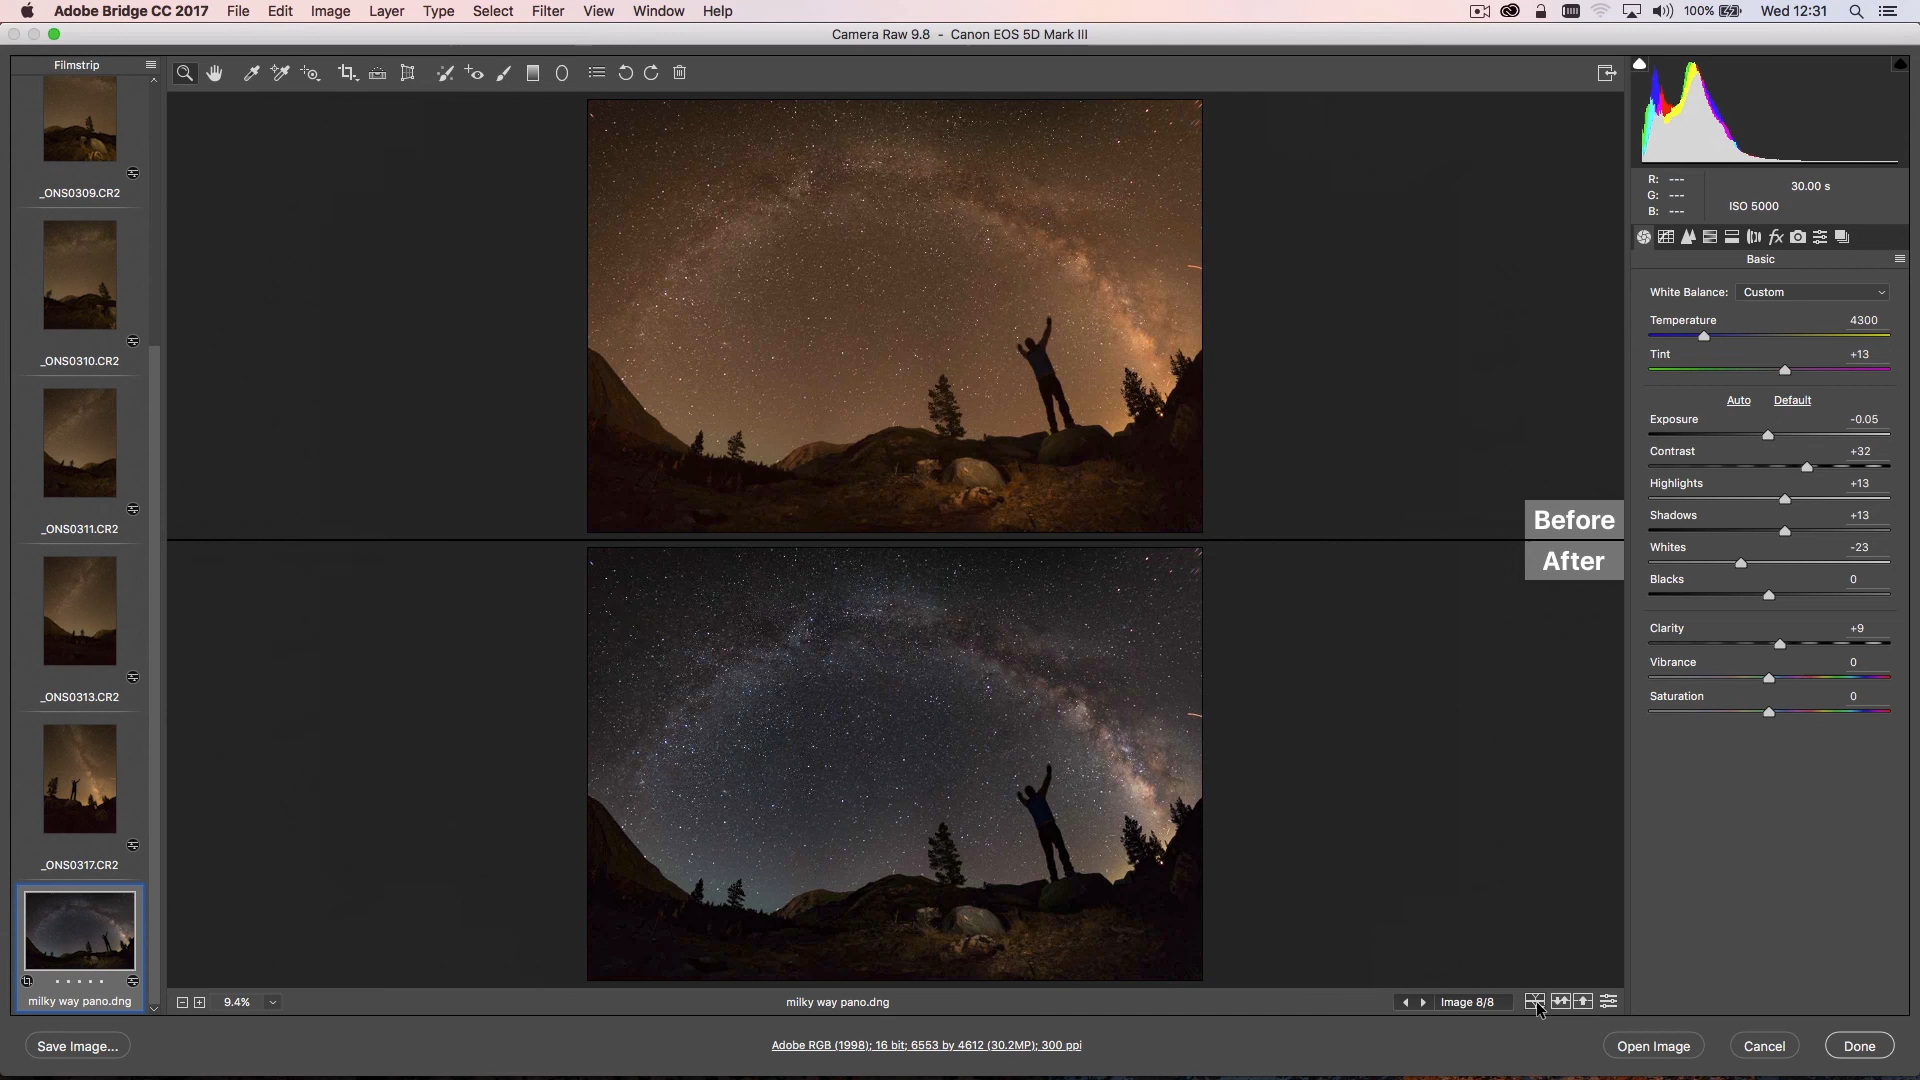 Adobe Bridge CC 2017 File Edit Image Layer Type Select Filter View Window Help 100% Wed 12:31
Camera Raw 9.8 - Canon EOS 5D Mark III
Filmstrip
_ONS0309.CR2
_ONS0310.CR2
_ONS0311.CR2
_ONS0313.CR2
_ONS0317.CR2
milky way pano.dng
Before
After
R: ---
G: ---
B: ---
30.00 s
ISO 5000
fx
Basic
White Balance: Custom
Temperature 4300
Tint +13
Auto Default
Exposure -0.05
Contrast +32
Highlights +13
Shadows +13
Whites -23
Blacks 0
Clarity +9
Vibrance 0
Saturation 0
9.4% milky way pano.dng Image 8/8
Save Image... Adobe RGB (1998); 16 bit; 6553 by 4612 (30.2MP); 300 ppi Open Image Cancel Done